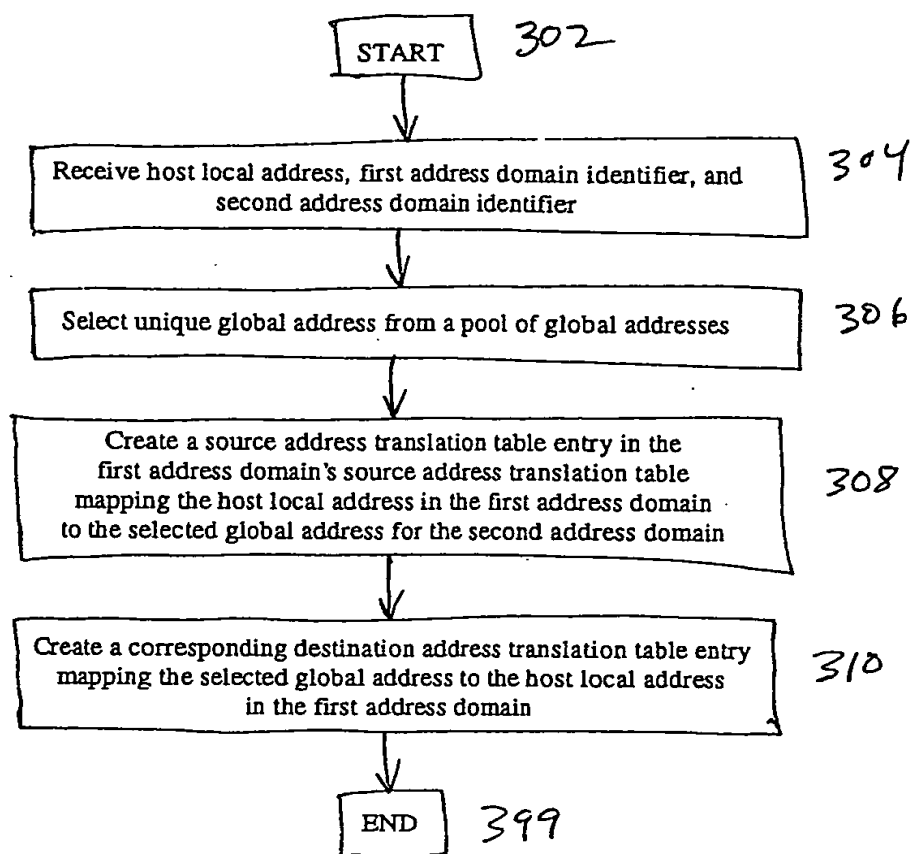 START 302
Receive host local address, first address domain identifier, and
second address domain identifier
304
Select unique global address from a pool of global addresses
306
Create a source address translation table entry in the
first address domain's source address translation table
mapping the host local address in the first address domain
to the selected global address for the second address domain
308
Create a corresponding destination address translation table entry
mapping the selected global address to the host local address
in the first address domain
310
END 399